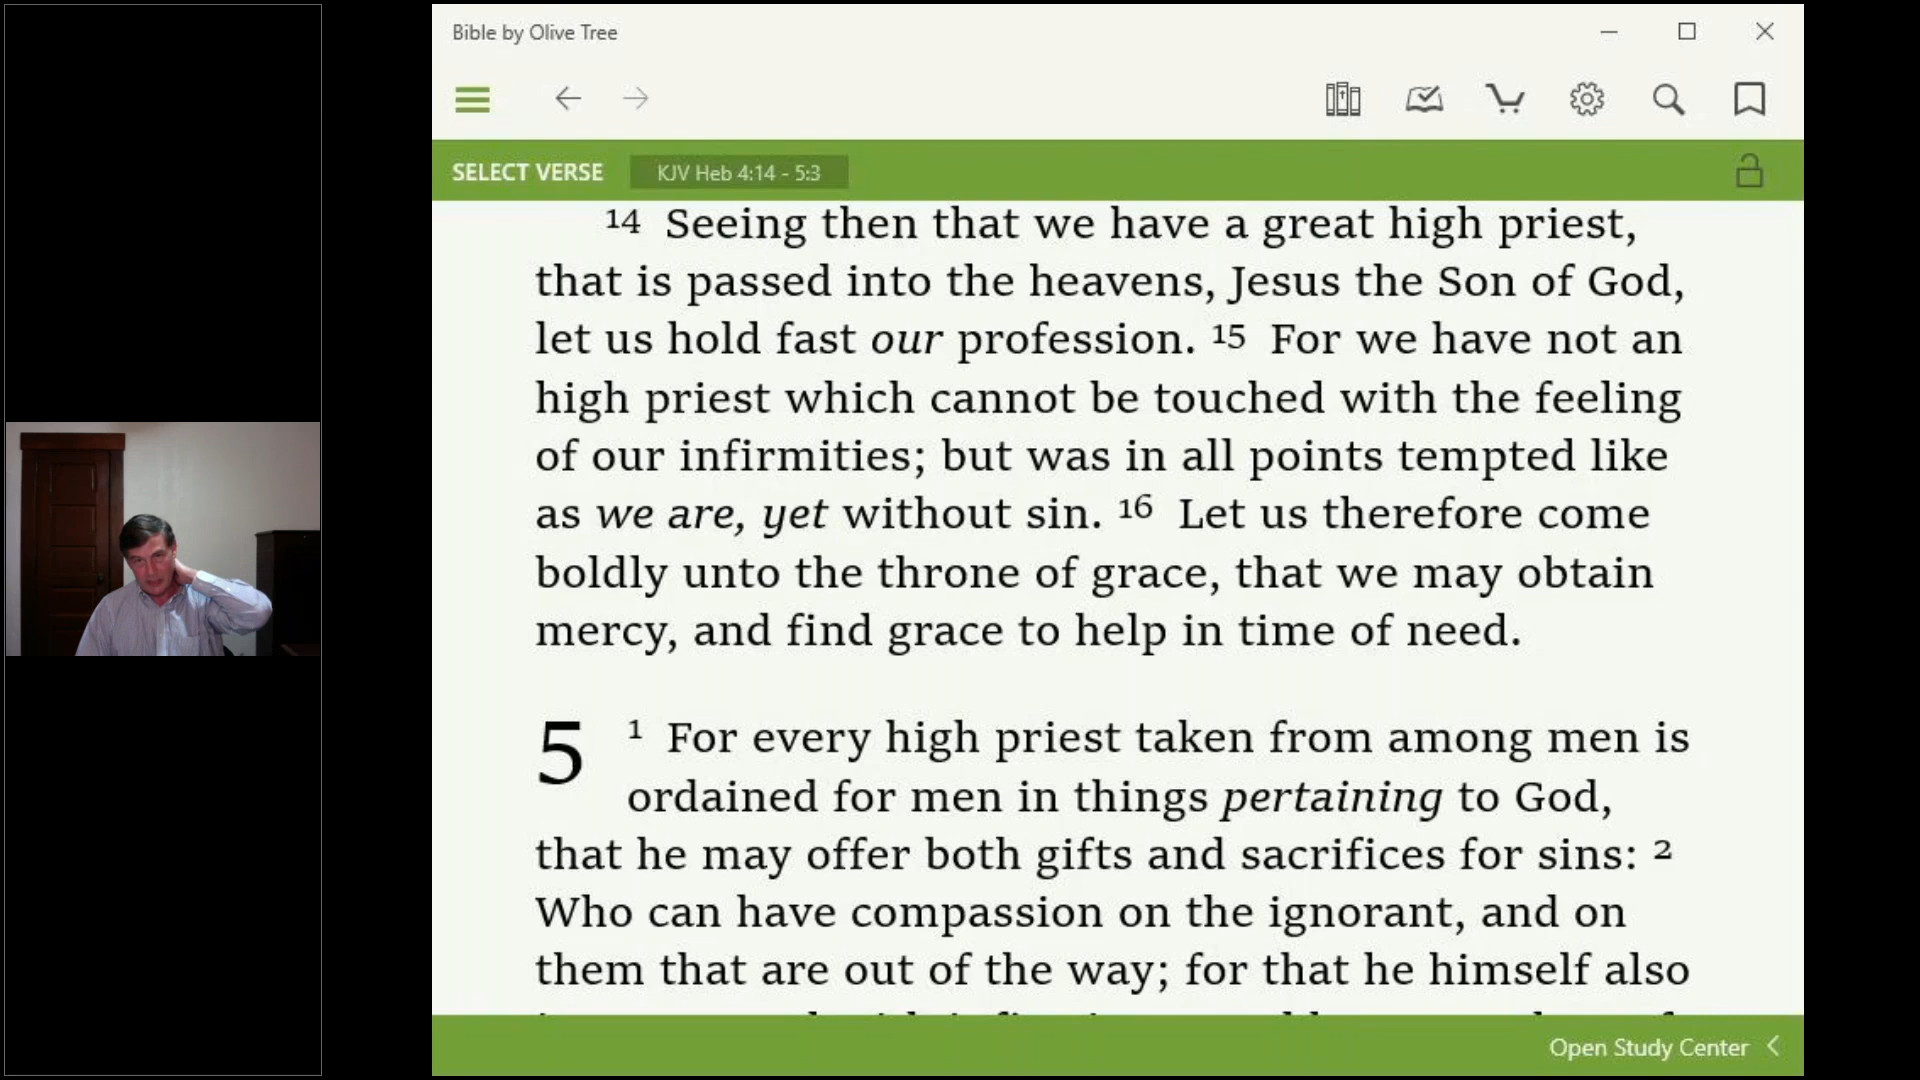 Bible by Olive Tree
SELECT VERSE KJV Heb 4:14 - 5:3
14 Seeing then that we have a great high priest,
that is passed into the heavens, Jesus the Son of God,
let us hold fast our profession. 15 For we have not an
high priest which cannot be touched with the feeling
of our infirmities; but was in all points tempted like
as we are, yet without sin. 16 Let us therefore come
boldly unto the throne of grace, that we may obtain
mercy, and find grace to help in time of need.
5 1 For every high priest taken from among men is
ordained for men in things pertaining to God,
that he may offer both gifts and sacrifices for sins: 2
Who can have compassion on the ignorant, and on
them that are out of the way; for that he himself also
Open Study Center